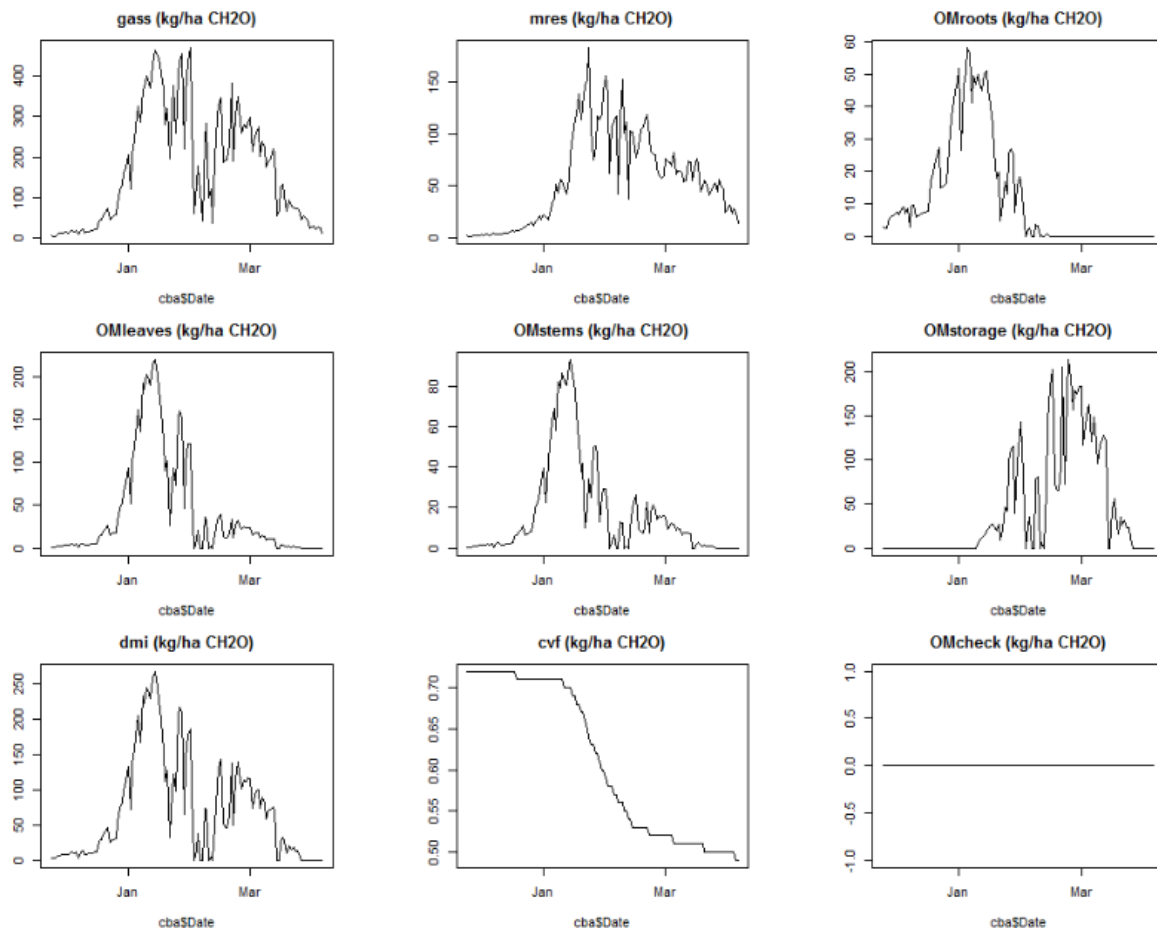 gass (kg/ha CH2O)
0 100 200 300 400
Jan Mar
cba$Date
mres (kg/ha CH2O)
0 50 100 150
Jan Mar
cba$Date
OMroots (kg/ha CH2O)
0 10 20 30 40 50 60
Jan Mar
cba$Date
OMleaves (kg/ha CH2O)
0 50 100 150 200
Jan Mar
cba$Date
OMstems (kg/ha CH2O)
0 20 40 60 80
Jan Mar
cba$Date
OMstorage (kg/ha CH2O)
0 50 100 150 200
Jan Mar
cba$Date
dmi (kg/ha CH2O)
0 50 100 150 200 250
Jan Mar
cba$Date
cvf (kg/ha CH2O)
0.50 0.55 0.60 0.65 0.70
Jan Mar
cba$Date
OMcheck (kg/ha CH2O)
-1.0 -0.5 0.0 0.5 1.0
Jan Mar
cba$Date